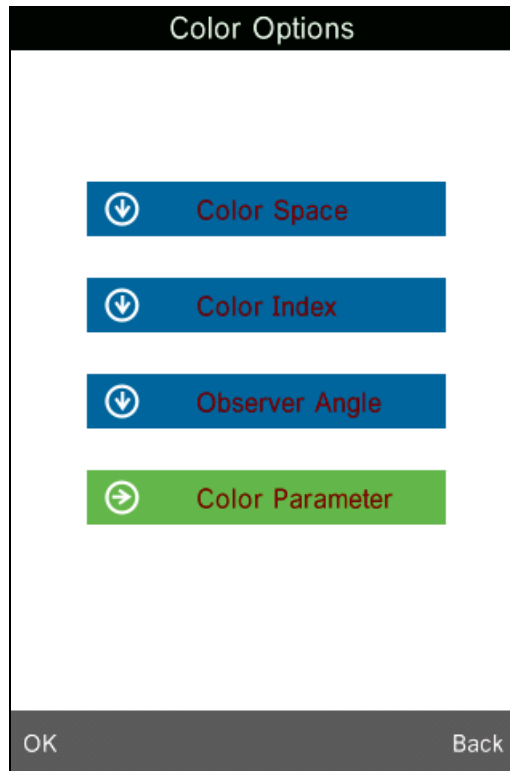 Color Options
Color Space
Color Index
Observer Angle
Color Parameter
OK Back